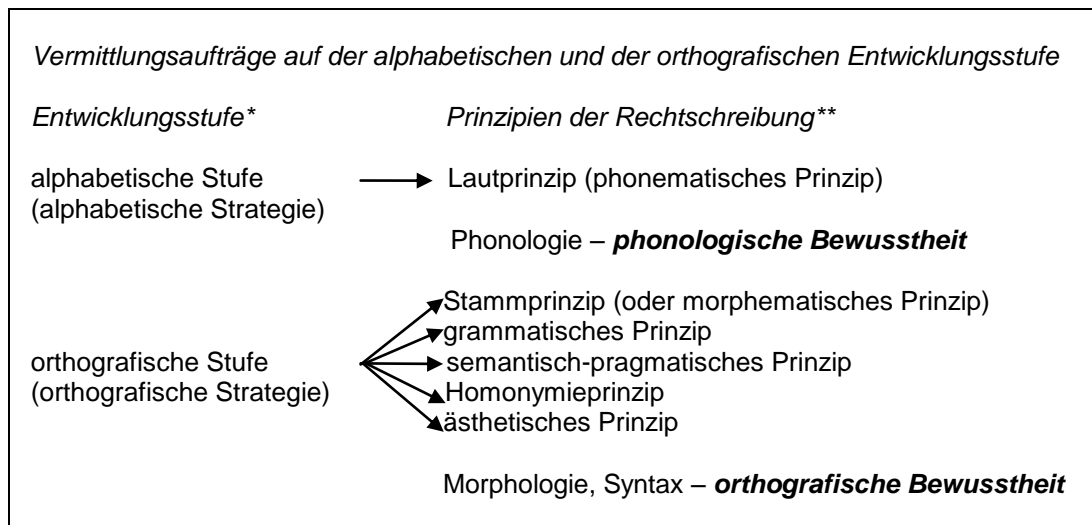 Vermittlungsaufträge auf der alphabetischen und der orthografischen Entwicklungsstufe
Entwicklungsstufe* Prinzipien der Rechtschreibung**
alphabetische Stufe Lautprinzip (phonematisches Prinzip)
(alphabetische Strategie)
Phonologie – phonologische Bewusstheit
Stammprinzip (oder morphematisches Prinzip)
grammatisches Prinzip
orthografische Stufe semantisch-pragmatisches Prinzip
(orthografische Strategie) Homonymieprinzip
ästhetisches Prinzip
Morphologie, Syntax – orthografische Bewusstheit